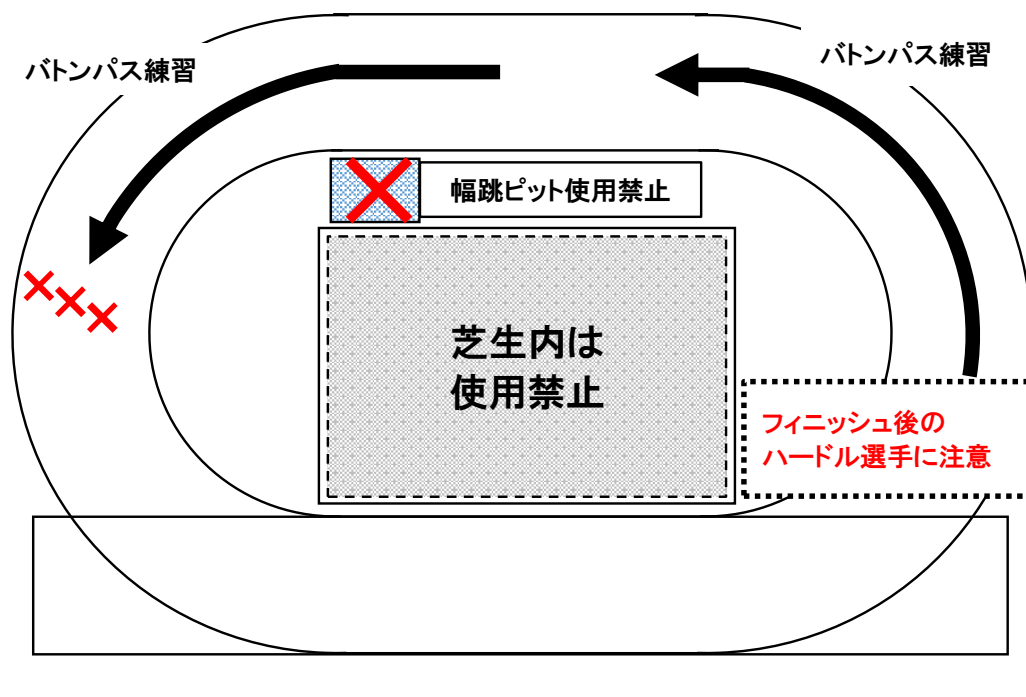 バトンパス練習
バトンパス練習
幅跳ピット使用禁止
芝生内は
使用禁止
フィニッシュ後の
ハードル選手に注意